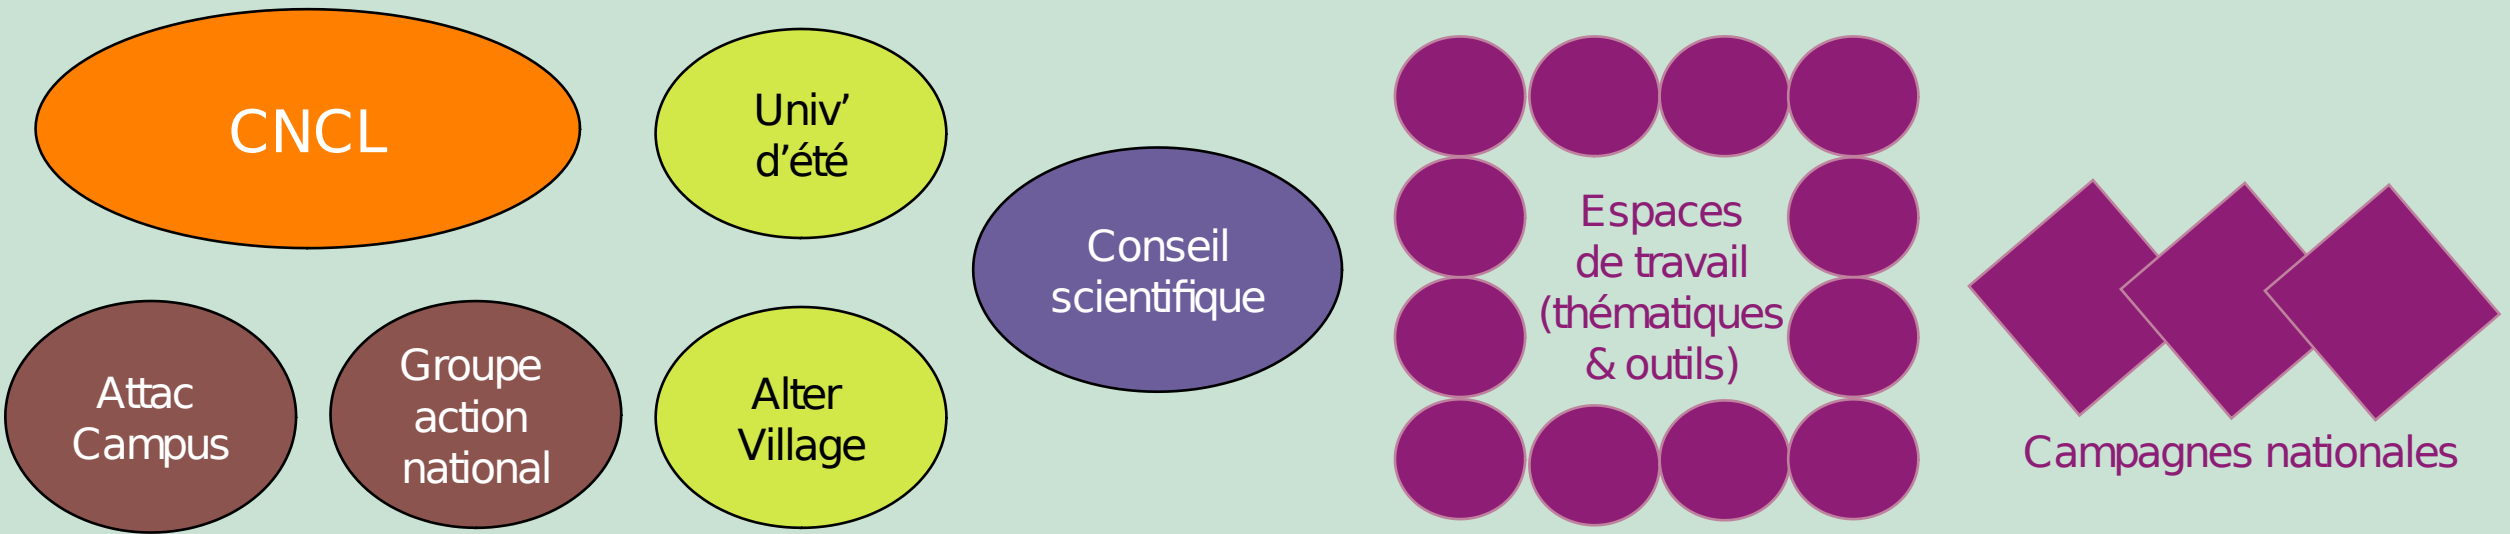 CNCL
Univ’
d’été
Attac
Campus
Groupe
action
national
Alter
Village
Conseil
scientifique
Espaces
de travail
(thématiques
& outils)
Campagnes nationales